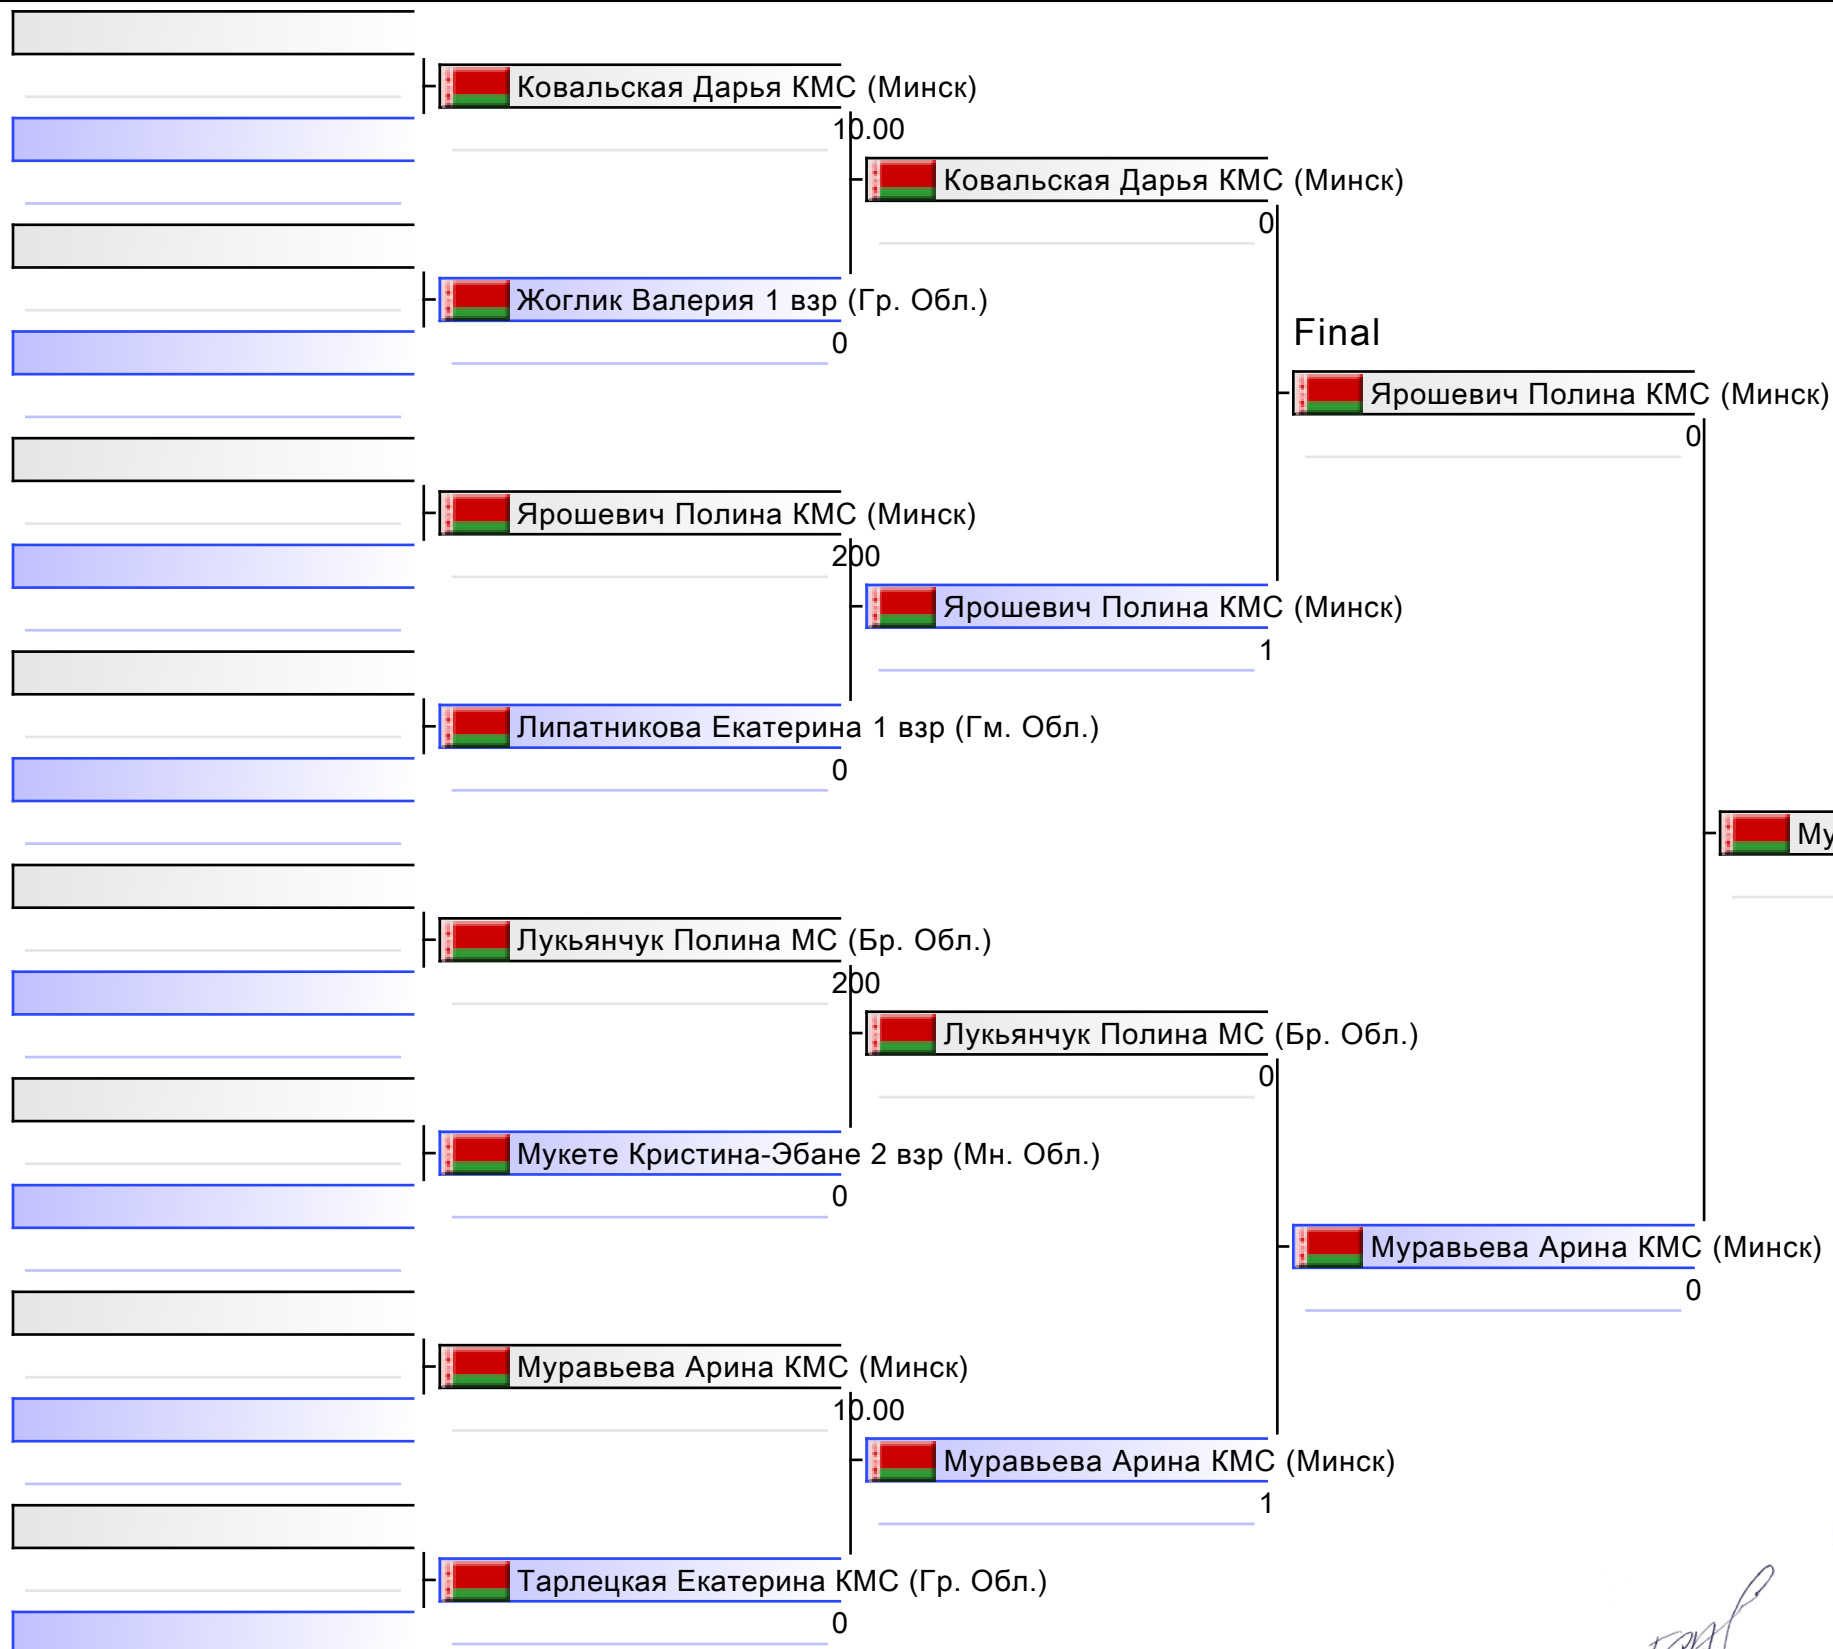 Ковальская Дарья КМС (Минск)
10.00
Ковальская Дарья КМС (Минск)
0
Жоглик Валерия 1 взр (Гр. Обл.)
0
Final
Ярошевич Полина КМС (Минск)
0
Ярошевич Полина КМС (Минск)
200
Ярошевич Полина КМС (Минск)
1
Липатникова Екатерина 1 взр (Гм. Обл.)
0
Му
Лукьянчук Полина МС (Бр. Обл.)
200
Лукьянчук Полина МС (Бр. Обл.)
0
Мукете Кристина-Эбане 2 взр (Мн. Обл.)
0
Муравьева Арина КМС (Минск)
0
Муравьева Арина КМС (Минск)
10.00
Муравьева Арина КМС (Минск)
1
Тарлецкая Екатерина КМС (Гр. Обл.)
0